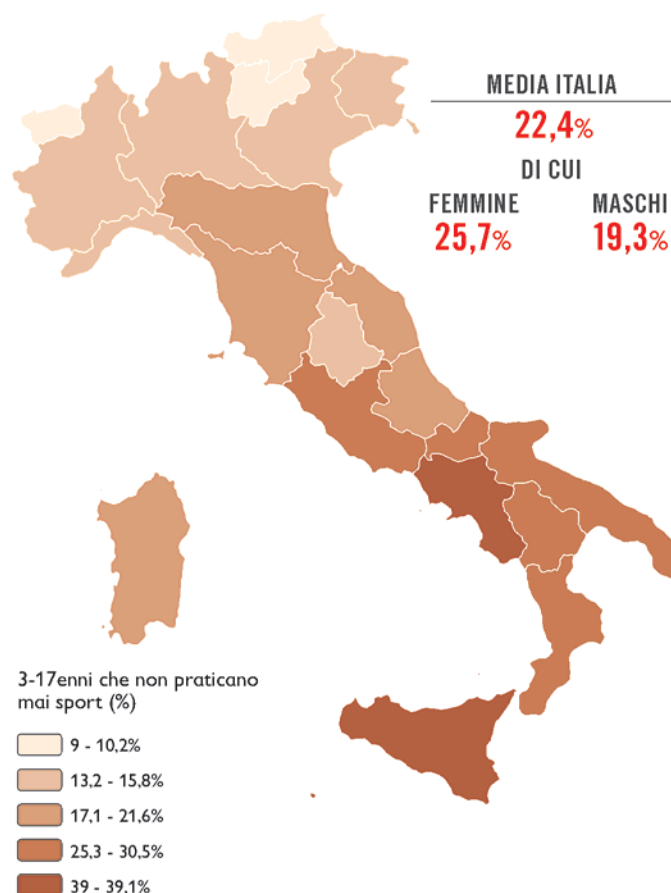 MEDIA ITALIA
22,4%
DI CUI
FEMMINE MASCHI
25,7% 19,3%
3-17enni che non praticano
mai sport (%)
9 - 10,2%
13,2 - 15,8%
17,1 - 21,6%
25,3 - 30,5%
39 - 39,1%